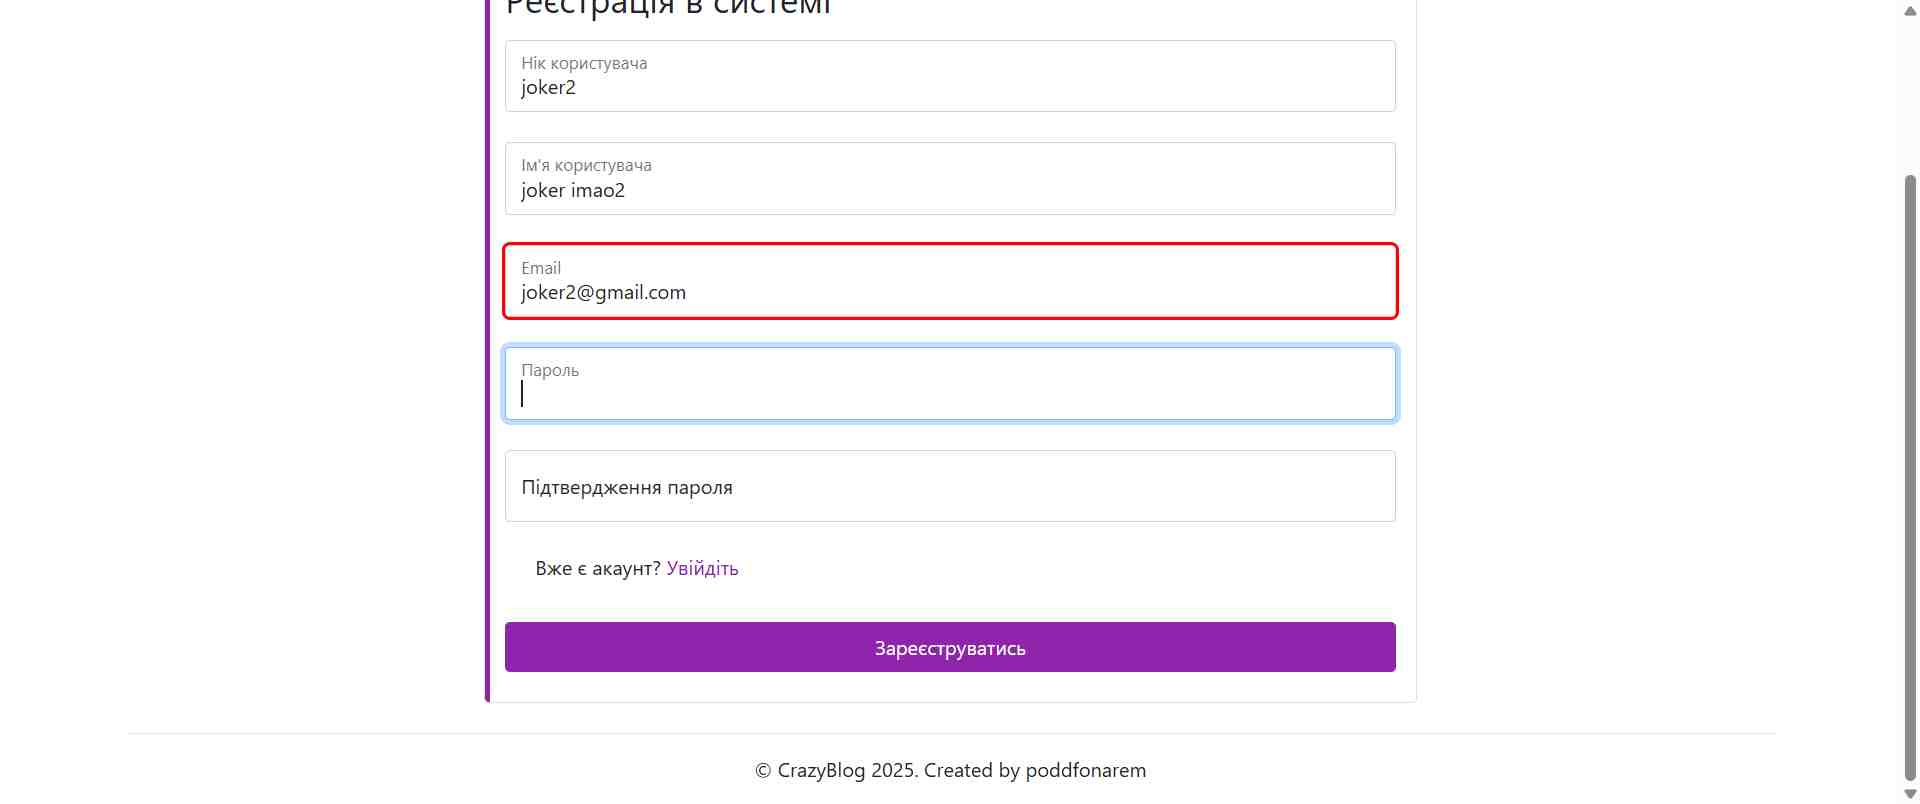 Реєстрація в системі
Нік користувача
joker2
Ім'я користувача
joker imao2
Email
joker2@gmail.com
Пароль
Підтвердження пароля
Вже є акаунт? Увійдіть
Зареєструватись
© CrazyBlog 2025. Created by poddfonarem